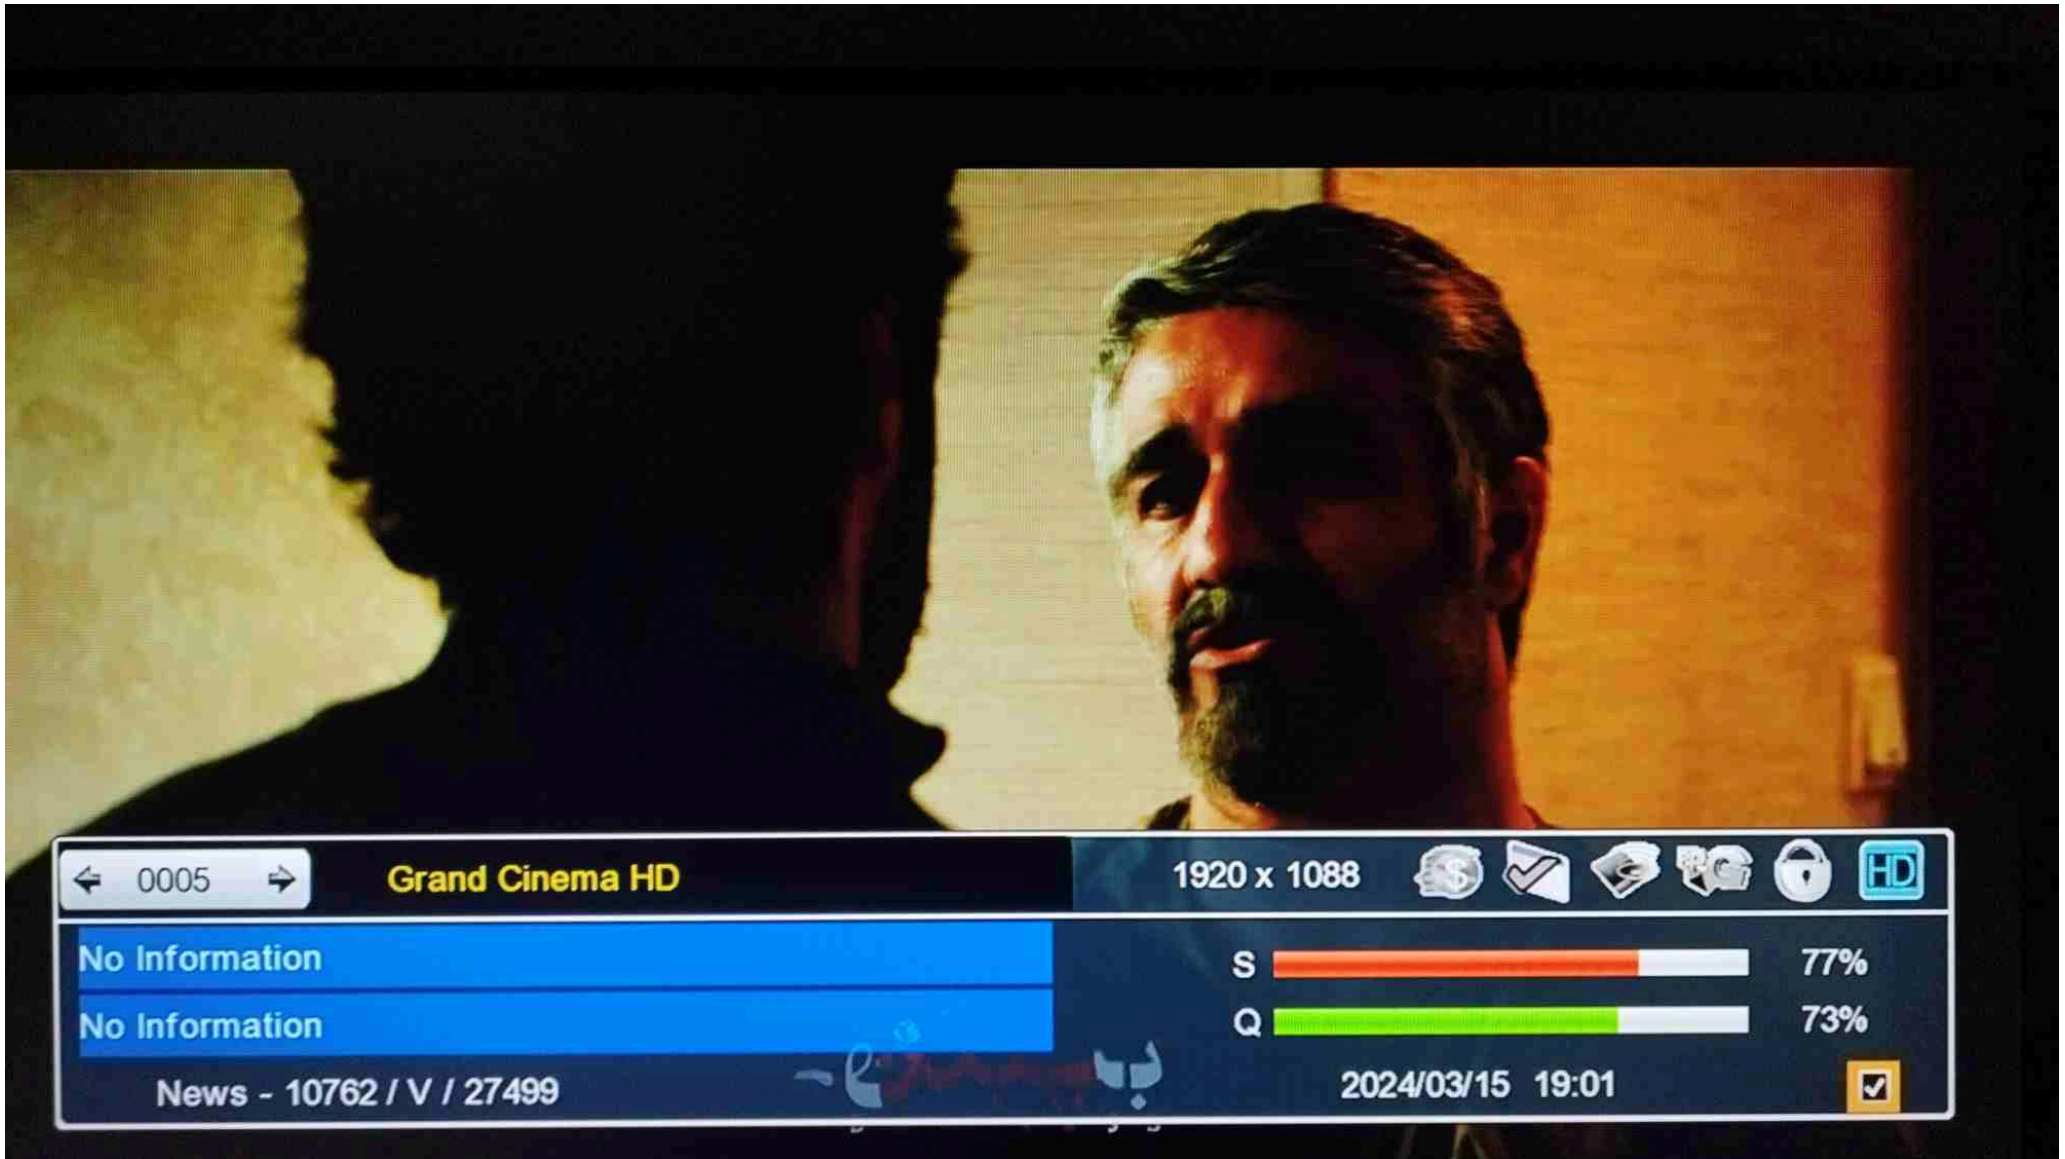 0005
Grand Cinema HD
1920 x 1088
HD
No Information
S 77%
No Information
Q 73%
News - 10762 / V / 27499
2024/03/15 19:01